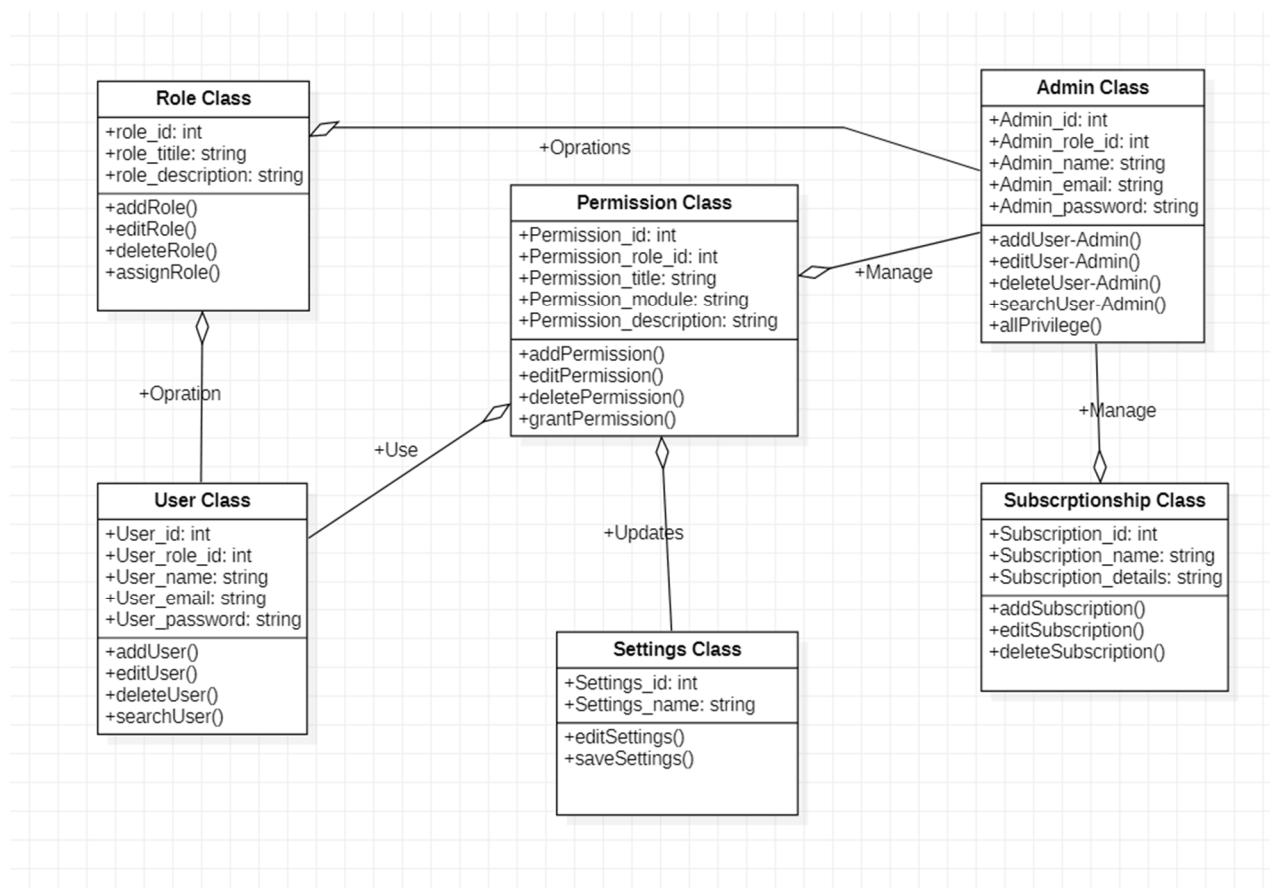 Role Class
+role_id: int
+role_titile: string
+role_description: string
+addRole()
+editRole()
+deleteRole()
+assignRole()
+Oprations
Admin Class
+Admin_id: int
+Admin_role_id: int
+Admin_name: string
+Admin_email: string
+Admin_password: string
+addUser-Admin()
+editUser-Admin()
+deleteUser-Admin()
+searchUser-Admin()
+allPrivilege()
Permission Class
+Permission_id: int
+Permission_role_id: int
+Permission_title: string
+Permission_module: string
+Permission_description: string
+addPermission()
+editPermission()
+deletePermission()
+grantPermission()
+Manage
+Opration
+Use
+Manage
+Updates
User Class
+User_id: int
+User_role_id: int
+User_name: string
+User_email: string
+User_password: string
+addUser()
+editUser()
+deleteUser()
+searchUser()
Settings Class
+Settings_id: int
+Settings_name: string
+editSettings()
+saveSettings()
Subscrptionship Class
+Subscription_id: int
+Subscription_name: string
+Subscription_details: string
+addSubscription()
+editSubscription()
+deleteSubscription()